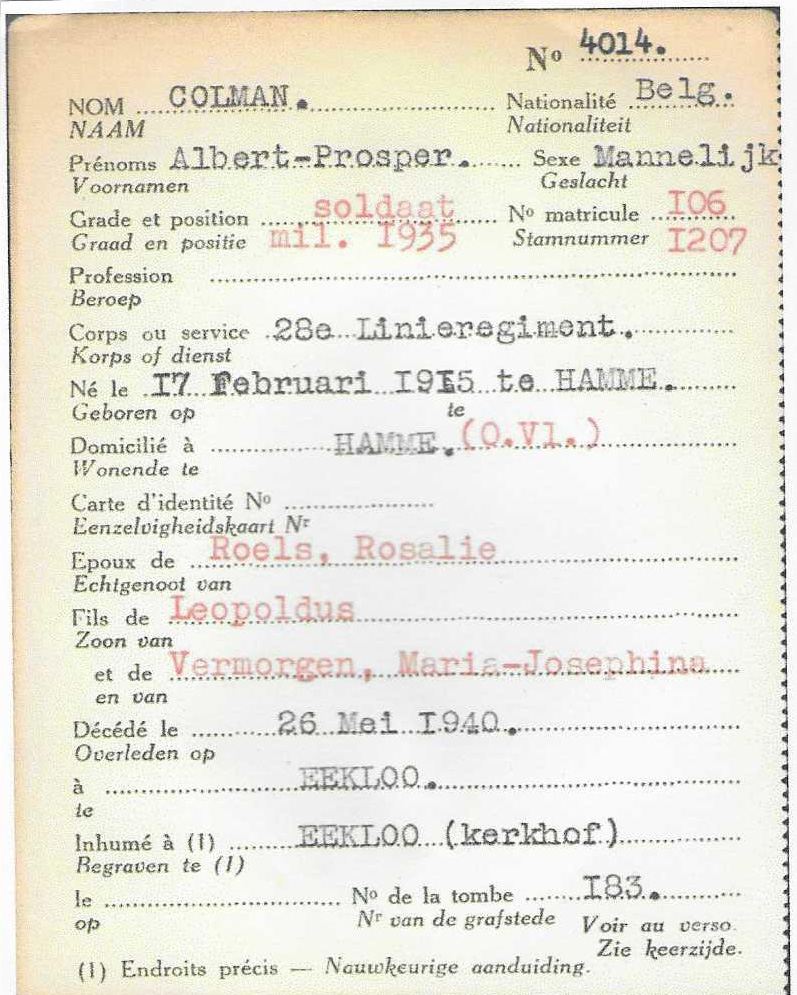 Nº 4014.
NOM COLMAN. Nationalité Belg.
NAAM Nationaliteit
Prénoms Albert-Prosper. Sexe Mannelijk
Voornamen Geslacht
Grade et position soldaat Nº matricule I06
Graad en positie mil. I935 Stamnummer I207
Profession
Beroep
Corps ou service 28e Linieregiment.
Korps of dienst
Né le I7 Februari I915 te HAMME.
Geboren op te
Domicilié à HAMME. (O.Vl.)
Wonende te
Carte d'identité Nº
Eenzelvigheidskaart Nr
Epoux de Roels, Rosalie
Echtgenoot van
Fils de Leopoldus
Zoon van
et de Vermorgen, Maria-Josephina
en van
Décédé le 26 Mei I940.
Overleden op
à EEKLOO.
te
Inhumé à (1) EEKLOO (kerkhof)
Begraven te (1)
le Nº de la tombe I83.
op Nr van de grafstede Voir au verso.
Zie keerzijde.
(1) Endroits précis — Nauwkeurige aanduiding.